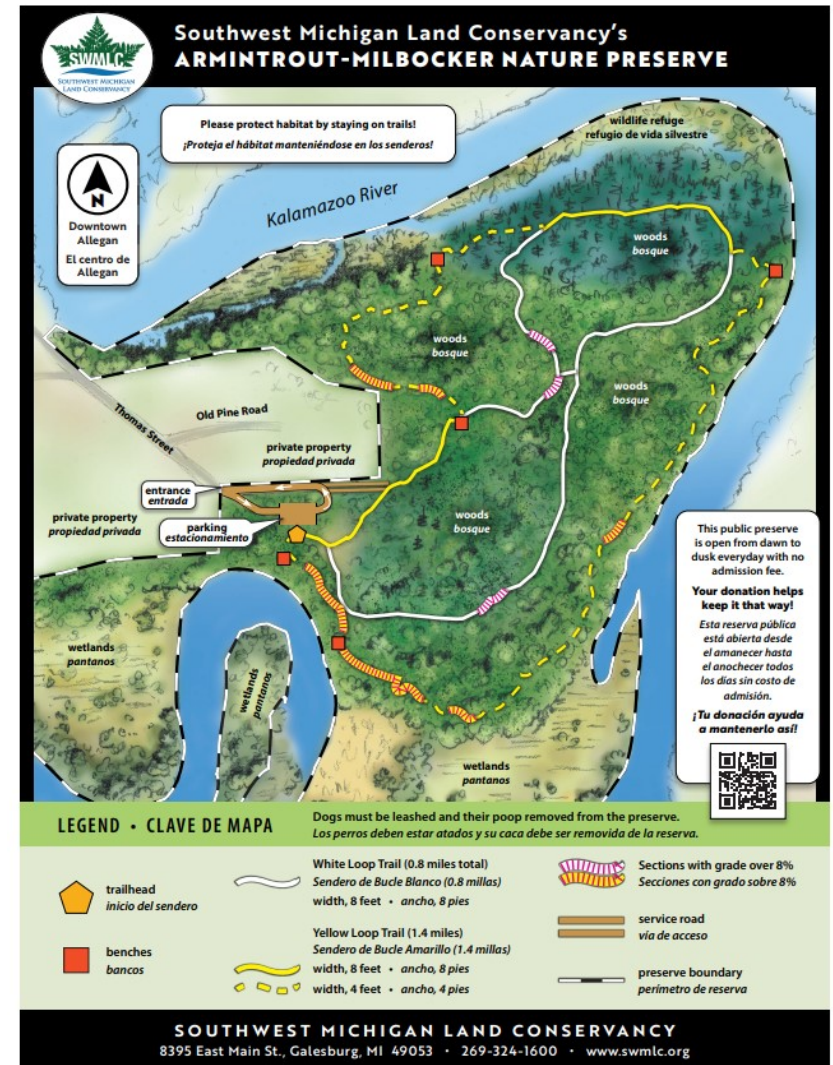 SWMLC
SOUTHWEST MICHIGAN
LAND CONSERVANCY
Southwest Michigan Land Conservancy's
ARMINTROUT-MILBOCKER NATURE PRESERVE
Please protect habitat by staying on trails!
¡Proteja el hábitat manteniéndose en los senderos!
N
Downtown
Allegan
El centro de
Allegan
wildlife refuge
refugio de vida silvestre
Kalamazoo River
woods
bosque
woods
bosque
woods
bosque
Thomas Street
Old Pine Road
private property
propiedad privada
entrance
entrada
private property
propiedad privada
parking
estacionamiento
woods
bosque
wetlands
pantanos
wetlands
pantanos
wetlands
pantanos
This public preserve
is open from dawn to
dusk everyday with no
admission fee.
Your donation helps
keep it that way!
Esta reserva pública
está abierta desde
el amanecer hasta
el anochecer todos
los días sin costo de
admisión.
¡Tu donación ayuda
a mantenerlo así!
LEGEND • CLAVE DE MAPA
Dogs must be leashed and their poop removed from the preserve.
Los perros deben estar atados y su caca debe ser removida de la reserva.
trailhead
inicio del sendero
benches
bancos
White Loop Trail (0.8 miles total)
Sendero de Bucle Blanco (0.8 millas)
width, 8 feet • ancho, 8 pies
Yellow Loop Trail (1.4 miles)
Sendero de Bucle Amarillo (1.4 millas)
width, 8 feet • ancho, 8 pies
width, 4 feet • ancho, 4 pies
Sections with grade over 8%
Secciones con grado sobre 8%
service road
vía de acceso
preserve boundary
perímetro de reserva
SOUTHWEST MICHIGAN LAND CONSERVANCY
8395 East Main St., Galesburg, MI 49053 • 269-324-1600 • www.swmlc.org